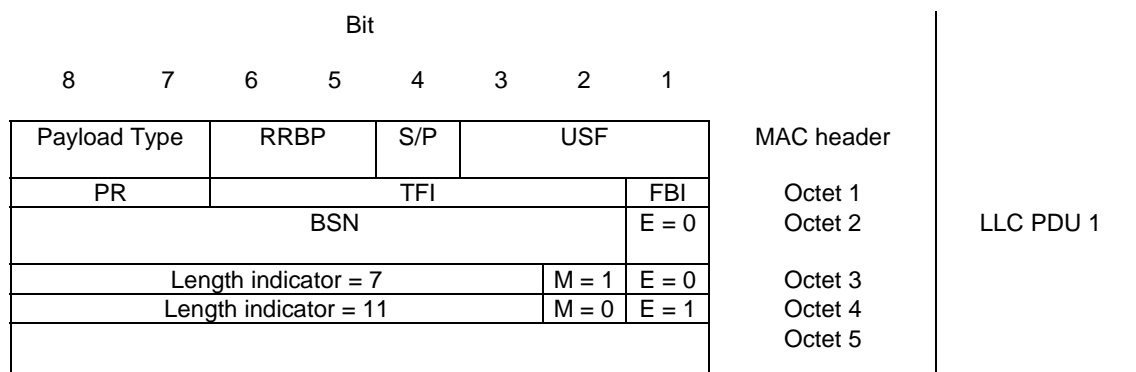 Bit
8 7 6 5 4 3 2 1
Payload Type RRBP S/P USF MAC header
PR TFI FBI Octet 1
BSN E = 0 Octet 2 LLC PDU 1
Length indicator = 7 M = 1 E = 0 Octet 3
Length indicator = 11 M = 0 E = 1 Octet 4
Octet 5